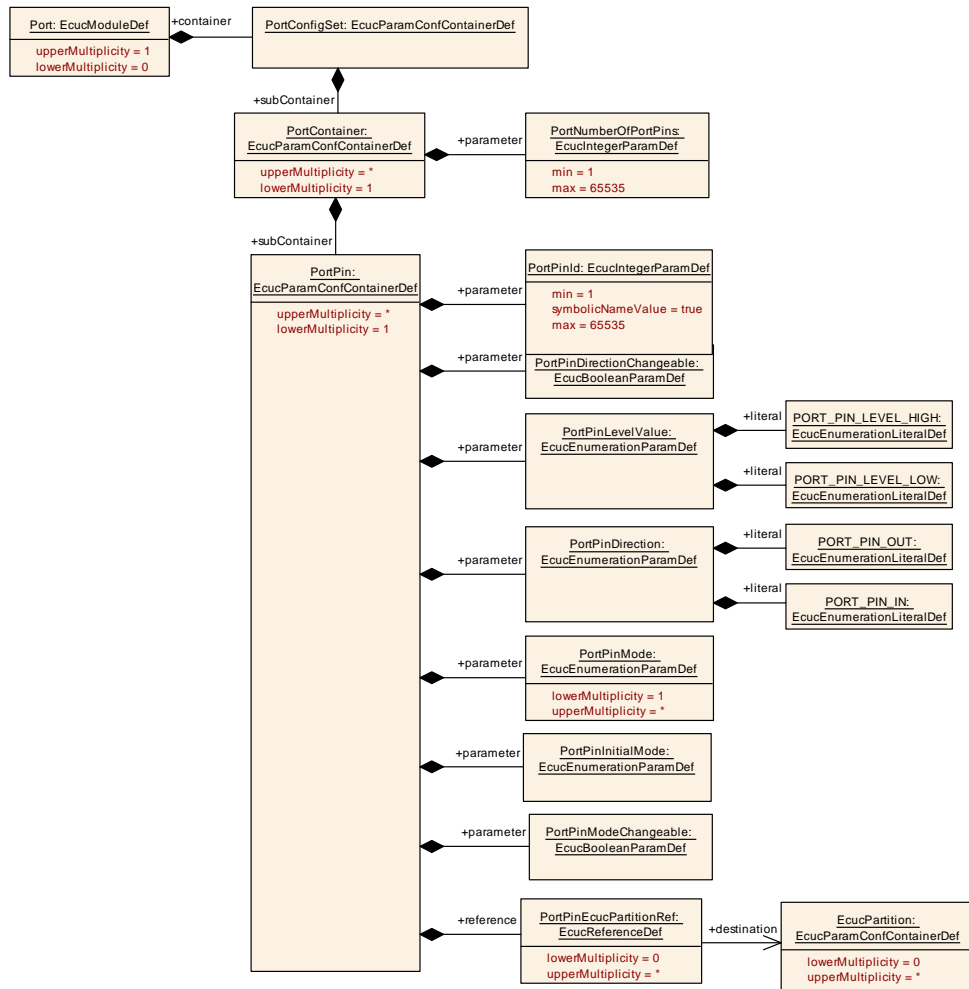 Port: EcucModuleDef
upperMultiplicity = 1
lowerMultiplicity = 0
+container
PortConfigSet: EcucParamConfContainerDef
+subContainer
PortContainer:
EcucParamConfContainerDef
upperMultiplicity = *
lowerMultiplicity = 1
+parameter
PortNumberOfPortPins:
EcucIntegerParamDef
min = 1
max = 65535
+subContainer
PortPin:
EcucParamConfContainerDef
upperMultiplicity = *
lowerMultiplicity = 1
+parameter
PortPinId: EcucIntegerParamDef
min = 1
symbolicNameValue = true
max = 65535
+parameter
PortPinDirectionChangeable:
EcucBooleanParamDef
+parameter
PortPinLevelValue:
EcucEnumerationParamDef
+literal
PORT_PIN_LEVEL_HIGH:
EcucEnumerationLiteralDef
+literal
PORT_PIN_LEVEL_LOW:
EcucEnumerationLiteralDef
+parameter
PortPinDirection:
EcucEnumerationParamDef
+literal
PORT_PIN_OUT:
EcucEnumerationLiteralDef
+literal
PORT_PIN_IN:
EcucEnumerationLiteralDef
+parameter
PortPinMode:
EcucEnumerationParamDef
lowerMultiplicity = 1
upperMultiplicity = *
+parameter
PortPinInitialMode:
EcucEnumerationParamDef
+parameter
PortPinModeChangeable:
EcucBooleanParamDef
+reference
PortPinEcucPartitionRef:
EcucReferenceDef
lowerMultiplicity = 0
upperMultiplicity = *
+destination
EcucPartition:
EcucParamConfContainerDef
lowerMultiplicity = 0
upperMultiplicity = *